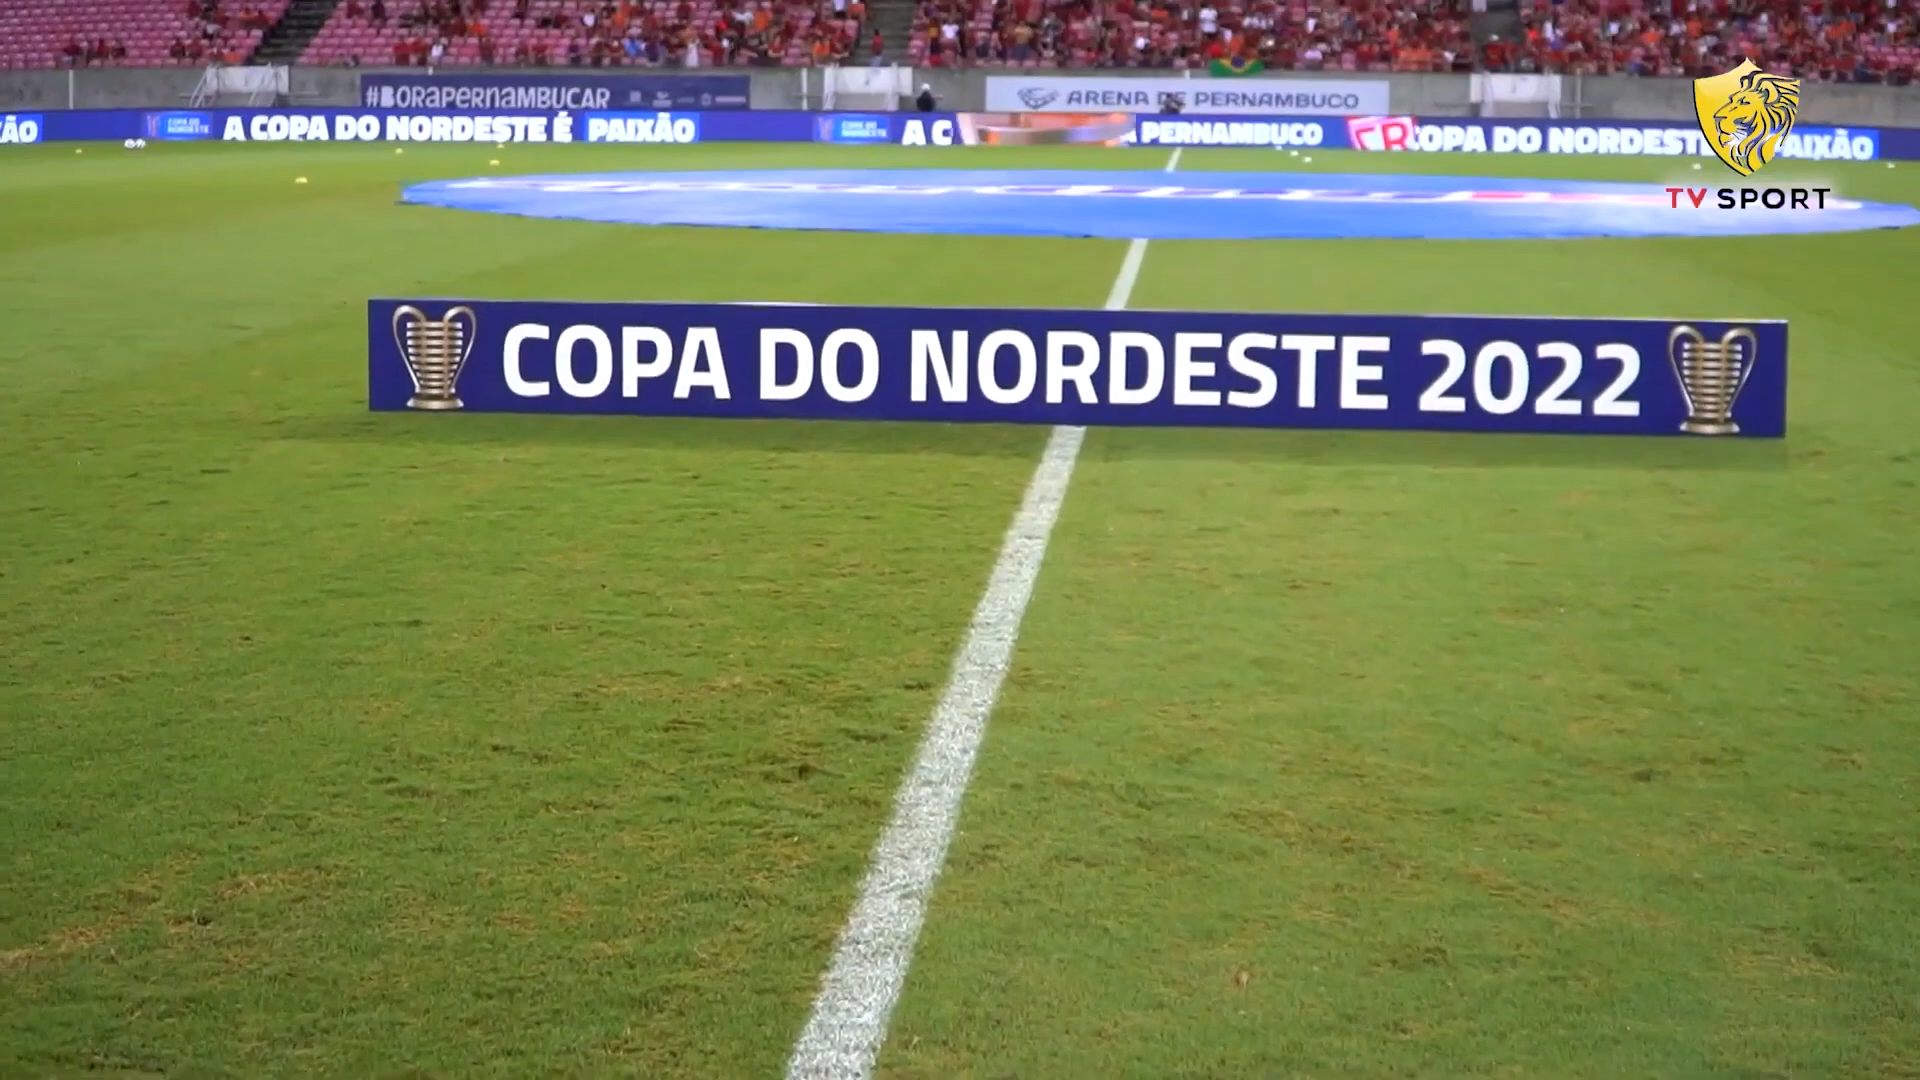 #BORAPERNAMBUCAR
ARENA DE PERNAMBUCO
ÃO
COPA DO NORDESTE
A COPA DO NORDESTE É PAIXÃO
COPA DO NORDESTE
A C
PERNAMBUCO
COPA DO NORDESTE
PAIXÃO
TV SPORT
COPA DO NORDESTE 2022